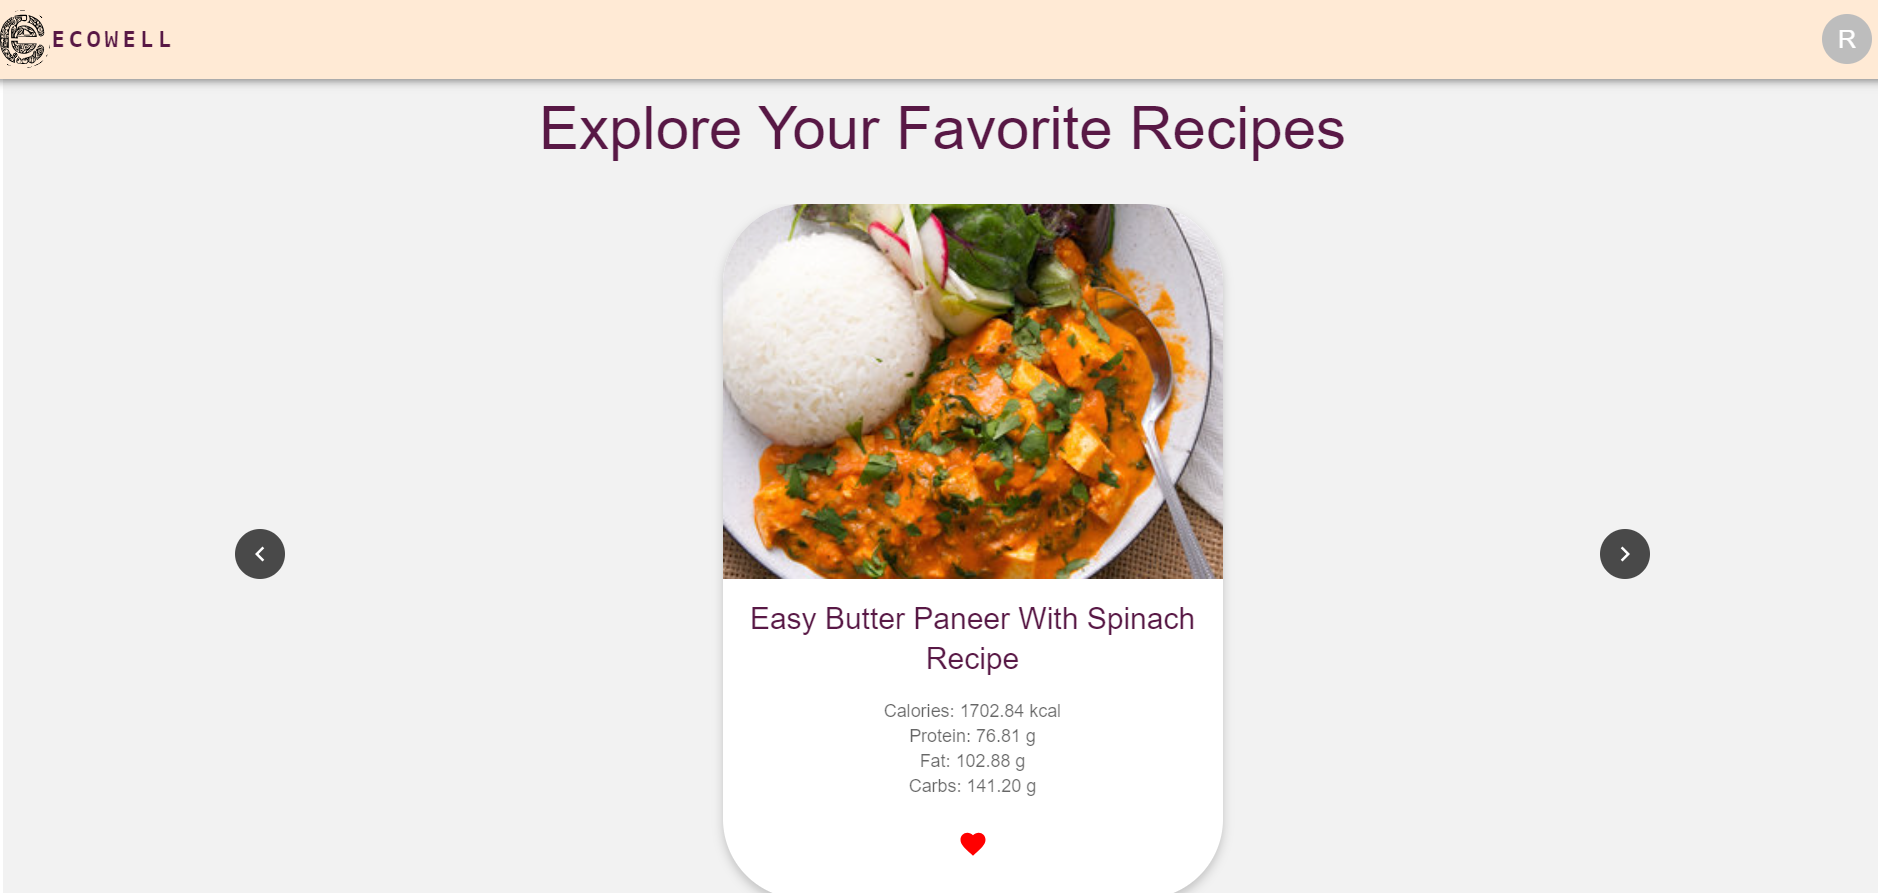 ECOWELL
R
Explore Your Favorite Recipes
Easy Butter Paneer With Spinach
Recipe
Calories: 1702.84 kcal
Protein: 76.81 g
Fat: 102.88 g
Carbs: 141.20 g